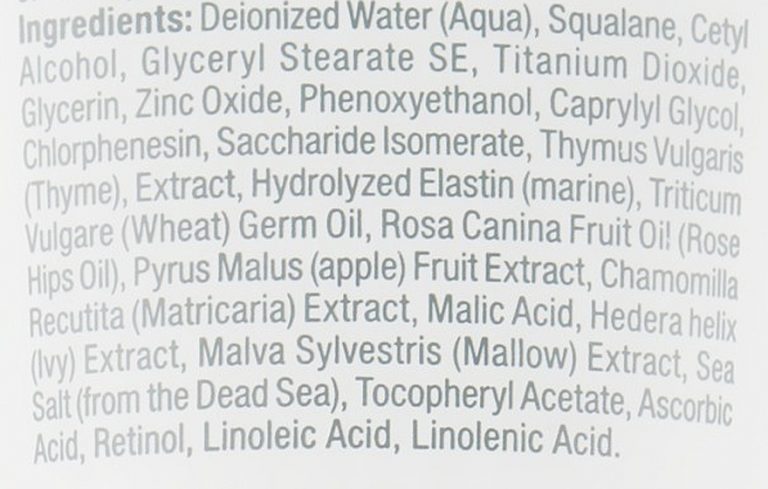 Ingredients: Deionized Water (Aqua), Squalane, Cetyl
Alcohol, Glyceryl Stearate SE, Titanium Dioxide,
Glycerin, Zinc Oxide, Phenoxyethanol, Caprylyl Glycol,
Chlorphenesin, Saccharide Isomerate, Thymus Vulgaris
(Thyme), Extract, Hydrolyzed Elastin (marine), Triticum
Vulgare (Wheat) Germ Oil, Rosa Canina Fruit Oil (Rose
Hips Oil), Pyrus Malus (apple) Fruit Extract, Chamomilla
Recutita (Matricaria) Extract, Malic Acid, Hedera helix
(Ivy) Extract, Malva Sylvestris (Mallow) Extract, Sea
Salt (from the Dead Sea), Tocopheryl Acetate, Ascorbic
Acid, Retinol, Linoleic Acid, Linolenic Acid.